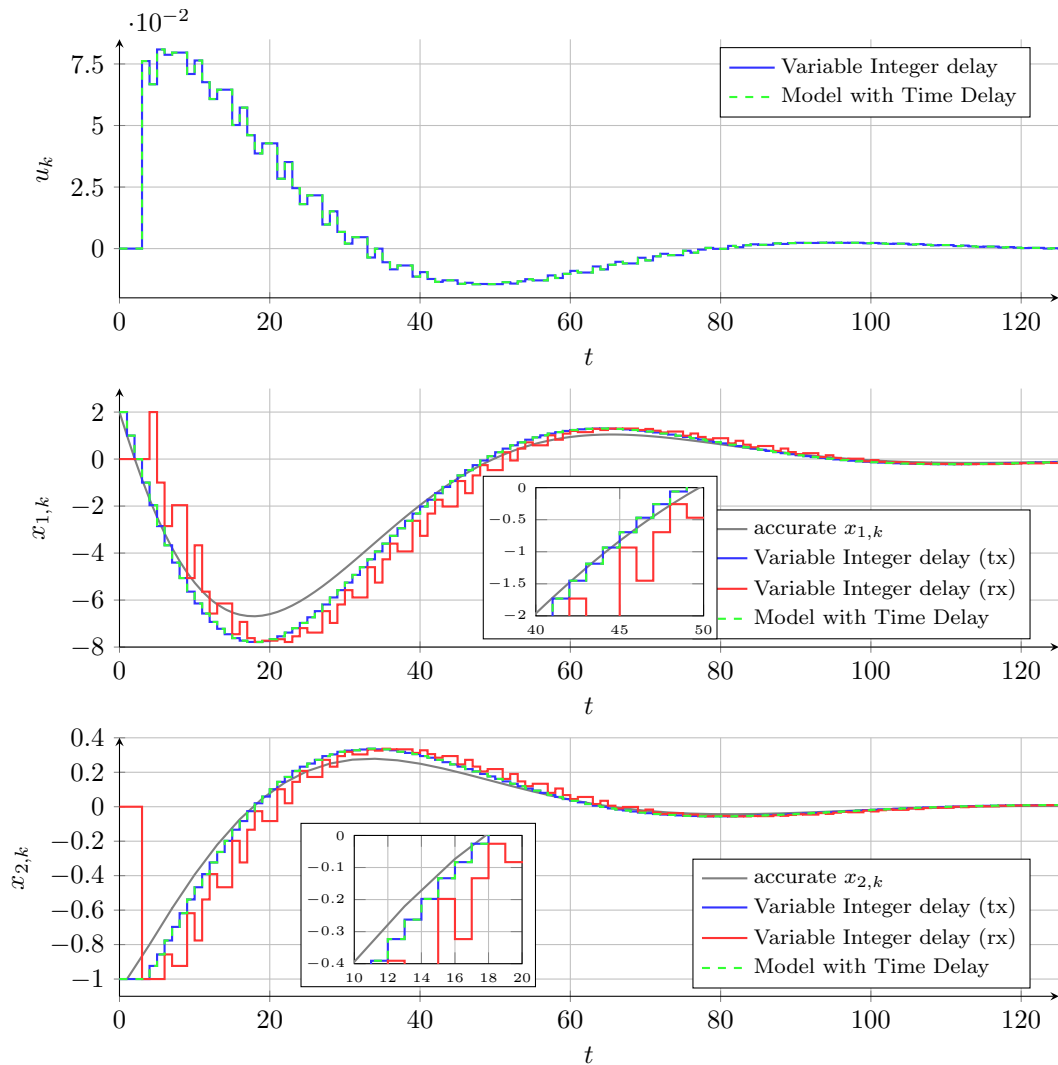 ·10⁻²
7.5
5
2.5
0
u_k
0 20 40 60 80 100 120
t
Variable Integer delay
Model with Time Delay
2
0
−2
−4
−6
−8
x_{1,k}
0 20 40 60 80 100 120
t
0
−0.5
−1
−1.5
−2
40 45 50
accurate x_{1,k}
Variable Integer delay (tx)
Variable Integer delay (rx)
Model with Time Delay
0.4
0.2
0
−0.2
−0.4
−0.6
−0.8
−1
x_{2,k}
0 20 40 60 80 100 120
t
0
−0.1
−0.2
−0.3
−0.4
10 12 14 16 18 20
accurate x_{2,k}
Variable Integer delay (tx)
Variable Integer delay (rx)
Model with Time Delay